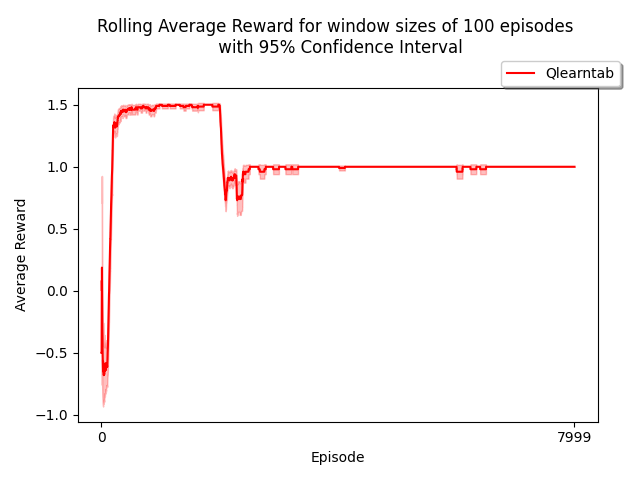 Rolling Average Reward for window sizes of 100 episodes
with 95% Confidence Interval
Qlearntab
1.5
1.0
0.5
0.0
−0.5
−1.0
Average Reward
0
7999
Episode